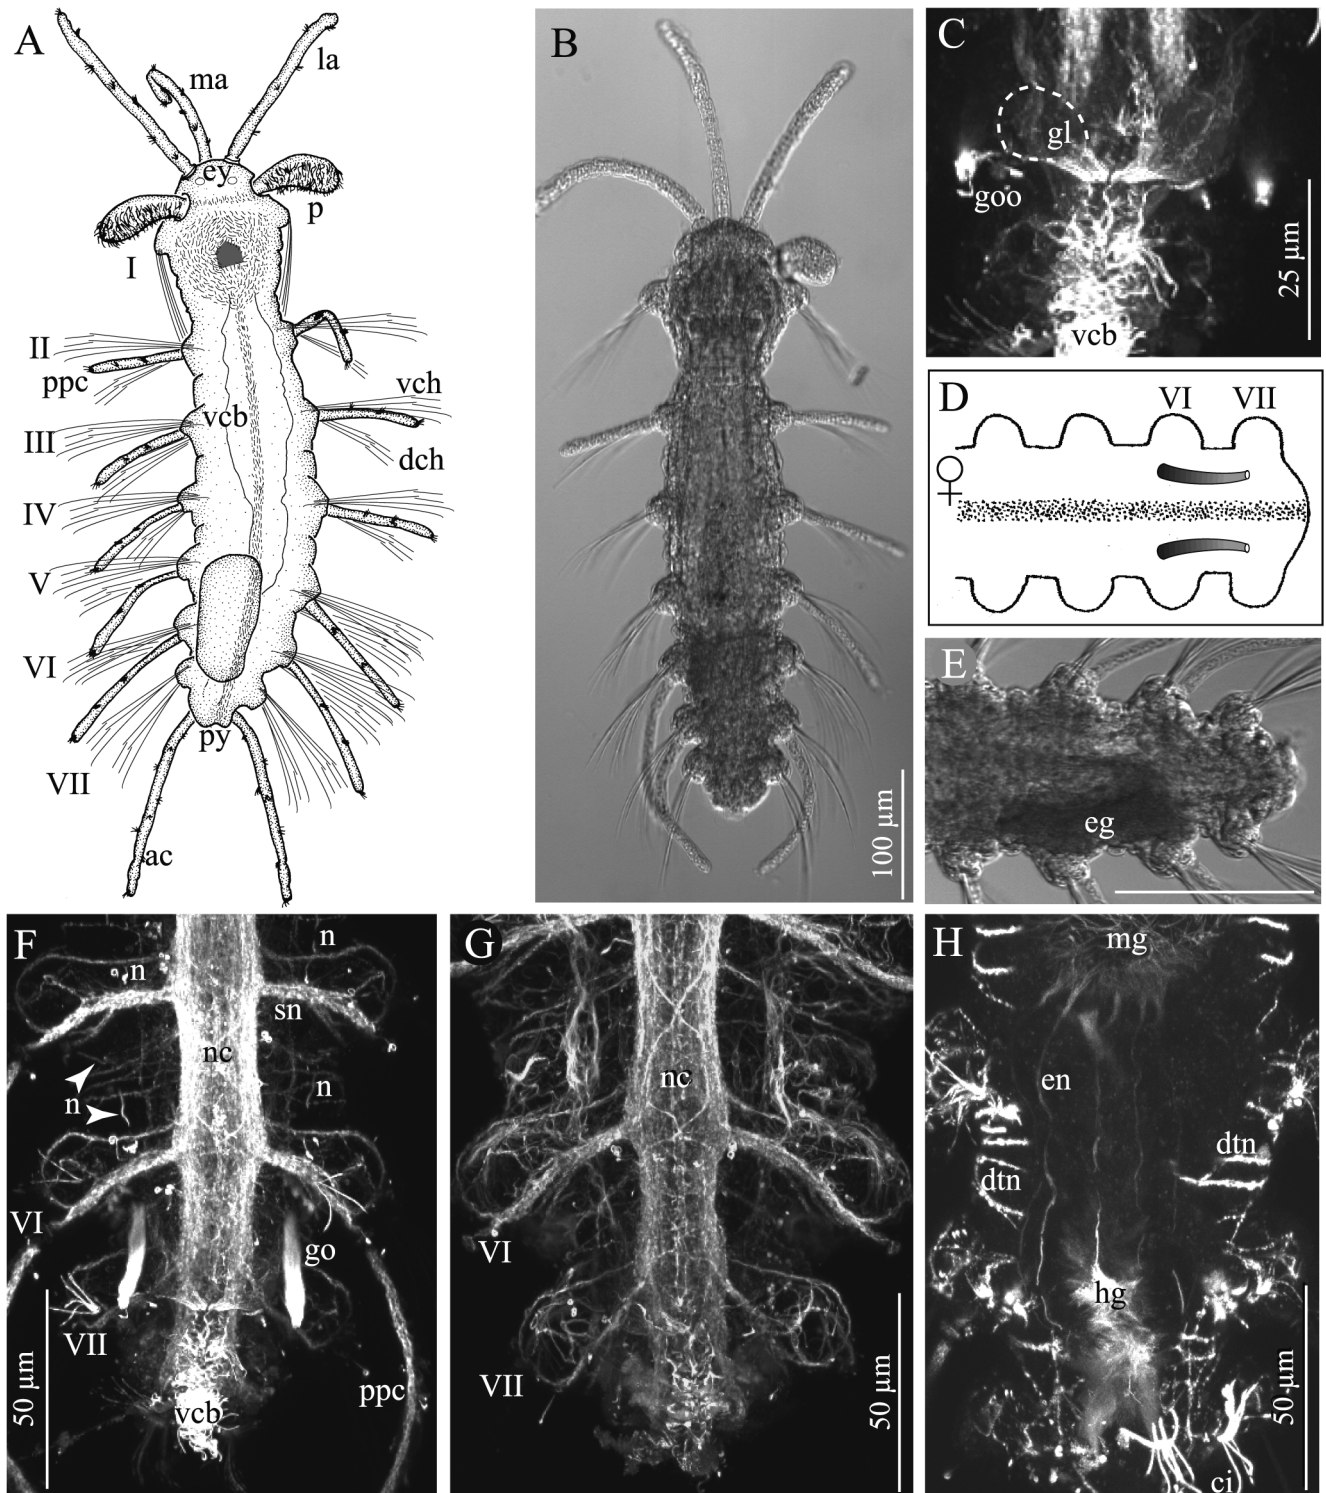 A
la
ma
ey
p
I
II
ppc
vch
vcb
III
dch
IV
V
VI
py
VII
ac
B
100 µm
C
gl
goo
25 µm
vcb
D
VI VII
♀
E
eg
F
n
n
sn
nc
n
n
VI
go
VII
ppc
vcb
50 µm
G
nc
VI
VII
50 µm
H
mg
en
dtn
dtn
hg
50 µm
ci